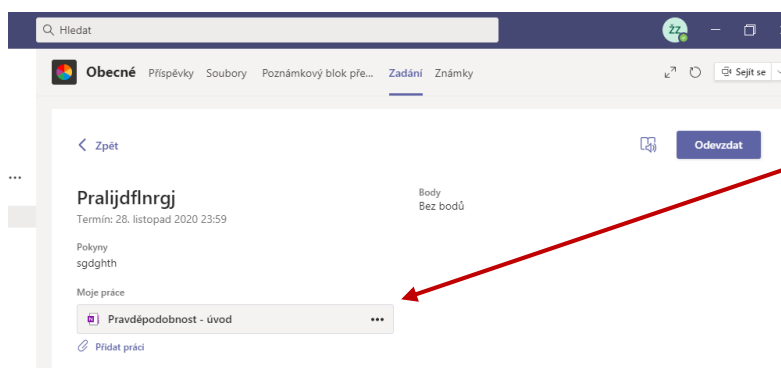 Hledat
ŽZ
Obecné Příspěvky Soubory Poznámkový blok pře... Zadání Známky Sejít se
Zpět
Odevzdat
...
Pralijdflnrgj
Termín: 28. listopad 2020 23:59
Body
Bez bodů
Pokyny
sgdghth
Moje práce
Pravděpodobnost - úvod •••
Přidat práci